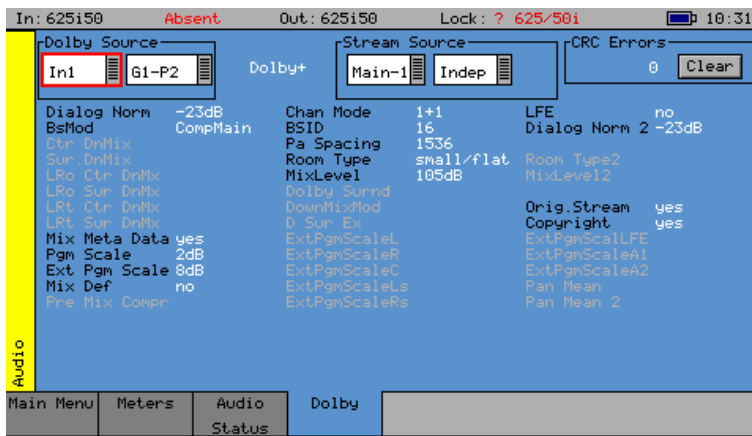 In:625i50 Absent Out:625i50 Lock:? 625/50i 10:31
Dolby Source Stream Source CRC Errors
In1 G1-P2 Dolby+ Main-1 Indep 0 Clear
Dialog Norm -23dB Chan Mode 1+1 LFE no
BsMod CompMain BSID 16 Dialog Norm 2 -23dB
Ctr DnMix Pa Spacing 1536
Sur.DnMix Room Type small/flat Room Type2
LRo Ctr DnMx MixLevel 105dB MixLevel2
LRo Sur DnMx Dolby Surnd
LRt Ctr DnMx DownMixMod Orig.Stream yes
LRt Sur DnMx D Sur Ex Copyright yes
Mix Meta Data yes ExtPgmScaleL ExtPgmScalLFE
Pgm Scale 2dB ExtPgmScaleR ExtPgmScaleA1
Ext Pgm Scale 8dB ExtPgmScaleC ExtPgmScaleA2
Mix Def no ExtPgmScaleLs Pan Mean
Pre Mix Compr ExtPgmScaleRs Pan Mean 2
Audio
Main Menu Meters Audio Dolby
Status